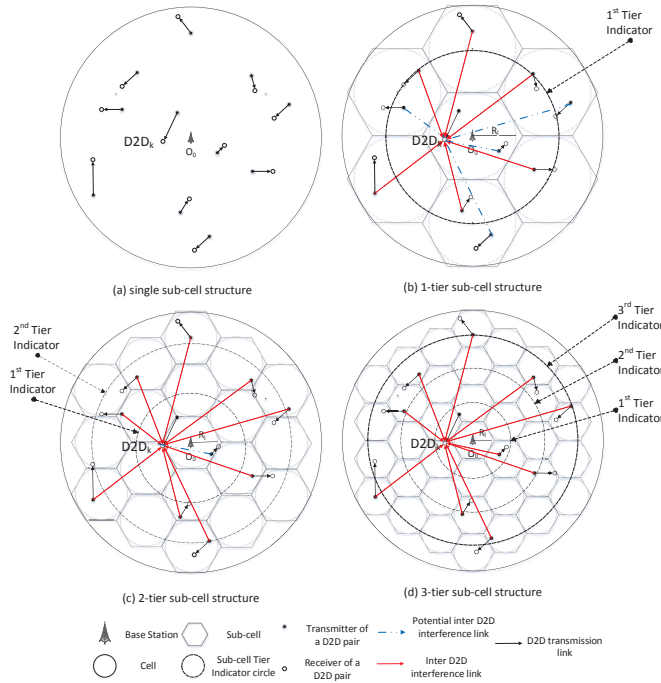 1st Tier
Indicator
D2Dk
O0
(a) single sub-cell structure
D2Dk
Ri
O0
(b) 1-tier sub-cell structure
2nd Tier
Indicator
1st Tier
Indicator
D2Dk
Ri
O0
(c) 2-tier sub-cell structure
3rd Tier
Indicator
2nd Tier
Indicator
1st Tier
Indicator
D2Dk
Ri
O0
(d) 3-tier sub-cell structure
Base Station
Sub-cell
Transmitter of
a D2D pair
Potential inter D2D
interference link
D2D transmission
link
Cell
Sub-cell Tier
Indicator circle
Receiver of a
D2D pair
Inter D2D
interference link